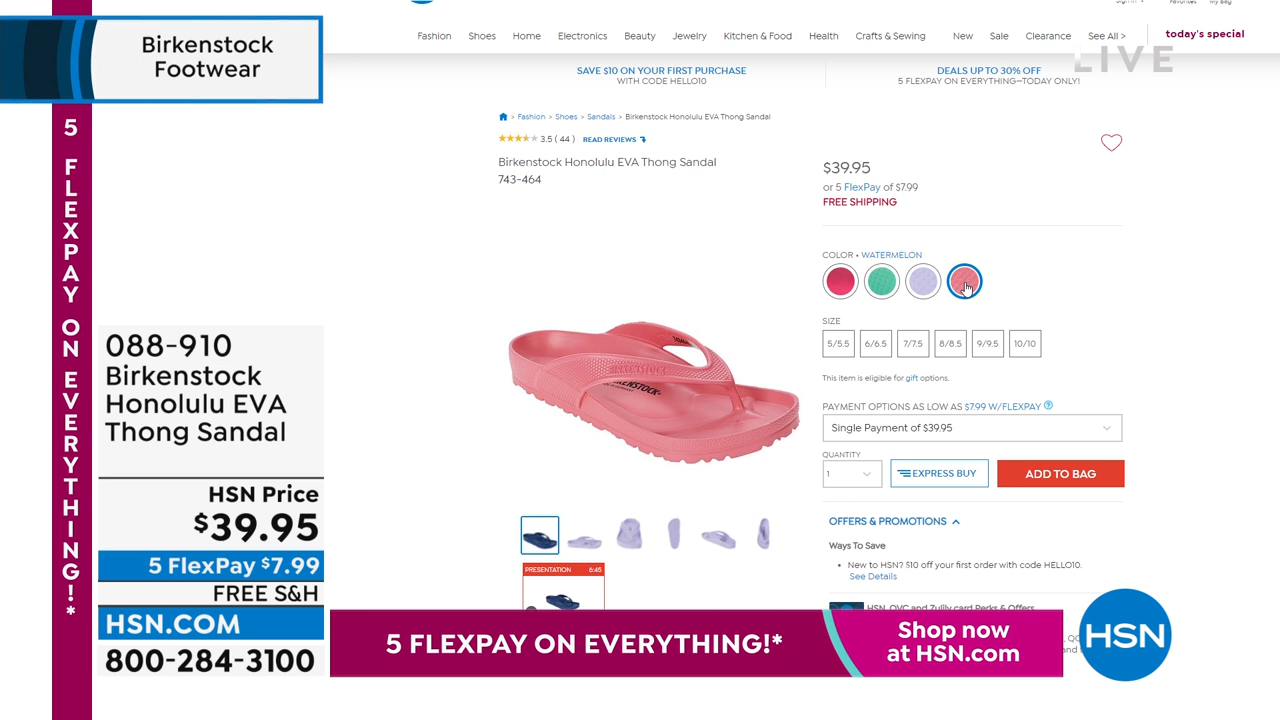 Birkenstock
Footwear
5 FLEXPAY ON EVERYTHING!*
088-910
Birkenstock
Honolulu EVA
Thong Sandal
HSN Price
$39.95
5 FlexPay $7.99
FREE S&H
HSN.COM
800-284-3100
Fashion Shoes Home Electronics Beauty Jewelry Kitchen & Food Health Crafts & Sewing New Sale Clearance See All > today's special
LIVE
SAVE $10 ON YOUR FIRST PURCHASE
WITH CODE HELLO10
DEALS UP TO 30% OFF
5 FLEXPAY ON EVERYTHING—TODAY ONLY!
> Fashion > Shoes > Sandals > Birkenstock Honolulu EVA Thong Sandal
3.5 ( 44 ) READ REVIEWS
Birkenstock Honolulu EVA Thong Sandal
743-464
$39.95
or 5 FlexPay of $7.99
FREE SHIPPING
COLOR • WATERMELON
SIZE
5/5.5 6/6.5 7/7.5 8/8.5 9/9.5 10/10
This item is eligible for gift options.
PAYMENT OPTIONS AS LOW AS $7.99 W/FLEXPAY ?
Single Payment of $39.95
QUANTITY
1 EXPRESS BUY ADD TO BAG
OFFERS & PROMOTIONS
Ways To Save
• New to HSN? $10 off your first order with code HELLO10.
See Details
HSN, QVC and Zulily card Perks & Offers
BIRKENSTOCK
PRESENTATION 6:45
5 FLEXPAY ON EVERYTHING!*
Shop now
at HSN.com
HSN